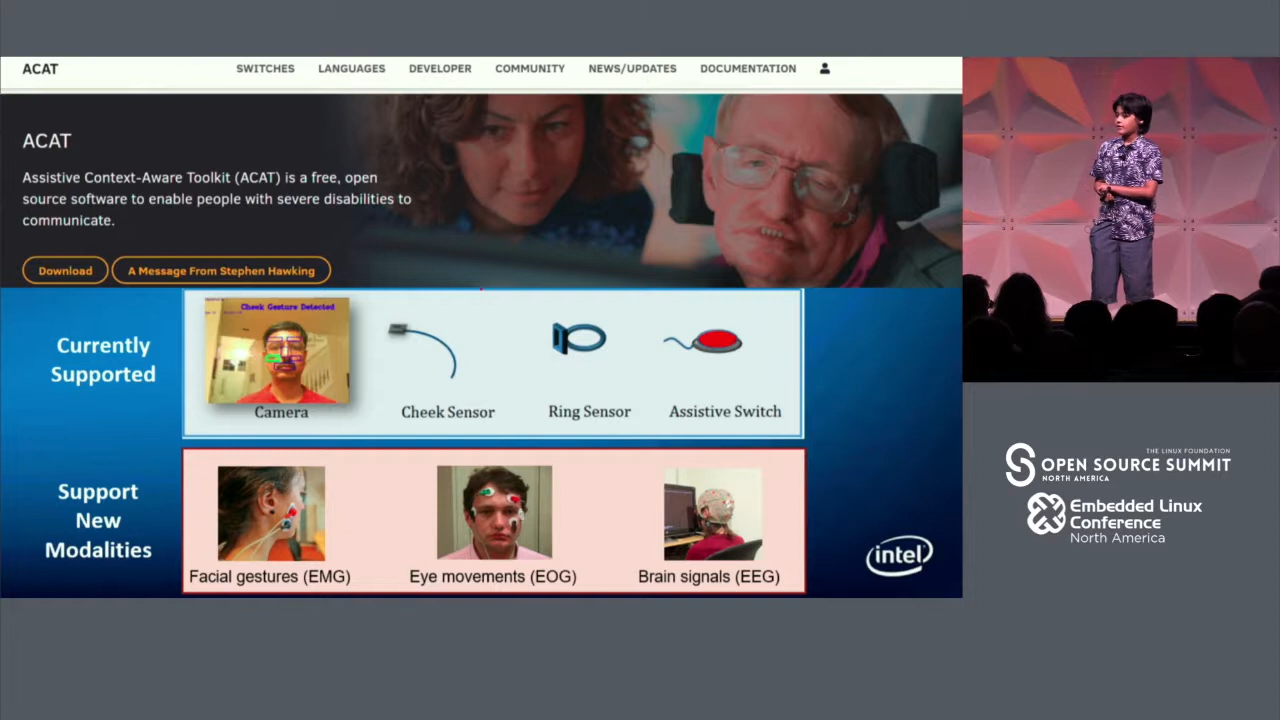 ACAT
SWITCHES LANGUAGES DEVELOPER COMMUNITY NEWS/UPDATES DOCUMENTATION
ACAT
Assistive Context-Aware Toolkit (ACAT) is a free, open
source software to enable people with severe disabilities to
communicate.
Download A Message From Stephen Hawking
Currently
Supported
Cheek Gesture Detected
Camera Cheek Sensor Ring Sensor Assistive Switch
Support
New
Modalities
Facial gestures (EMG) Eye movements (EOG) Brain signals (EEG)
intel
THE LINUX FOUNDATION
OPEN SOURCE SUMMIT
NORTH AMERICA
Embedded Linux
Conference
North America